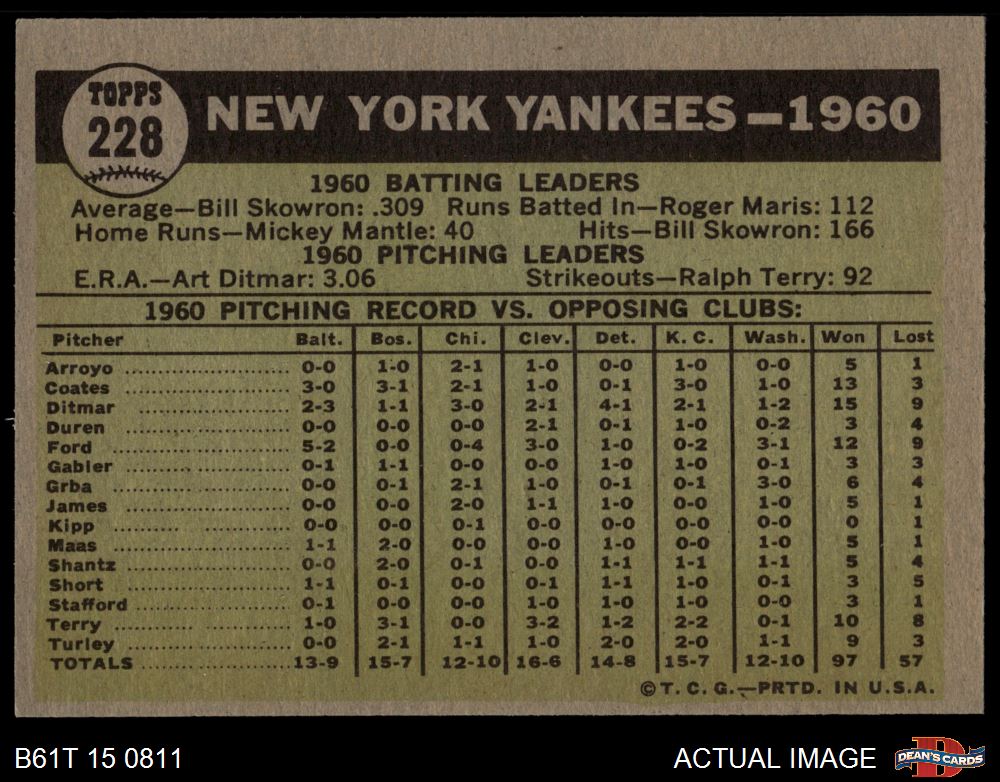 TOPPS
228
NEW YORK YANKEES—1960
1960 BATTING LEADERS
Average—Bill Skowron: .309 Runs Batted In—Roger Maris: 112
Home Runs—Mickey Mantle: 40 Hits—Bill Skowron: 166
1960 PITCHING LEADERS
E.R.A.—Art Ditmar: 3.06 Strikeouts—Ralph Terry: 92
1960 PITCHING RECORD VS. OPPOSING CLUBS:
Pitcher Balt. Bos. Chi. Clev. Det. K. C. Wash. Won Lost
Arroyo 0-0 1-0 2-1 1-0 0-0 1-0 0-0 5 1
Coates 3-0 3-1 2-1 1-0 0-1 3-0 1-0 13 3
Ditmar 2-3 1-1 3-0 2-1 4-1 2-1 1-2 15 9
Duren 0-0 0-0 0-0 2-1 0-1 1-0 0-2 3 4
Ford 5-2 0-0 0-4 3-0 1-0 0-2 3-1 12 9
Gabler 0-1 1-1 0-0 0-0 1-0 1-0 0-1 3 3
Grba 0-0 0-1 2-1 1-0 0-1 0-1 3-0 6 4
James 0-0 0-0 2-0 1-1 1-0 0-0 1-0 5 1
Kipp 0-0 0-0 0-1 0-0 0-0 0-0 0-0 0 1
Maas 1-1 2-0 0-0 0-0 1-0 0-0 1-0 5 1
Shantz 0-0 2-0 0-1 0-0 1-1 1-1 1-1 5 4
Short 1-1 0-1 0-0 0-1 1-1 1-0 0-1 3 5
Stafford 0-1 0-0 0-0 1-0 1-0 1-0 0-0 3 1
Terry 1-0 3-1 0-0 3-2 1-2 2-2 0-1 10 8
Turley 0-0 2-1 1-1 1-0 2-0 2-0 1-1 9 3
TOTALS 13-9 15-7 12-10 16-6 14-8 15-7 12-10 97 57
©T. C. G.—PRTD. IN U.S.A.
B61T 15 0811 ACTUAL IMAGE DEAN'S CARDS